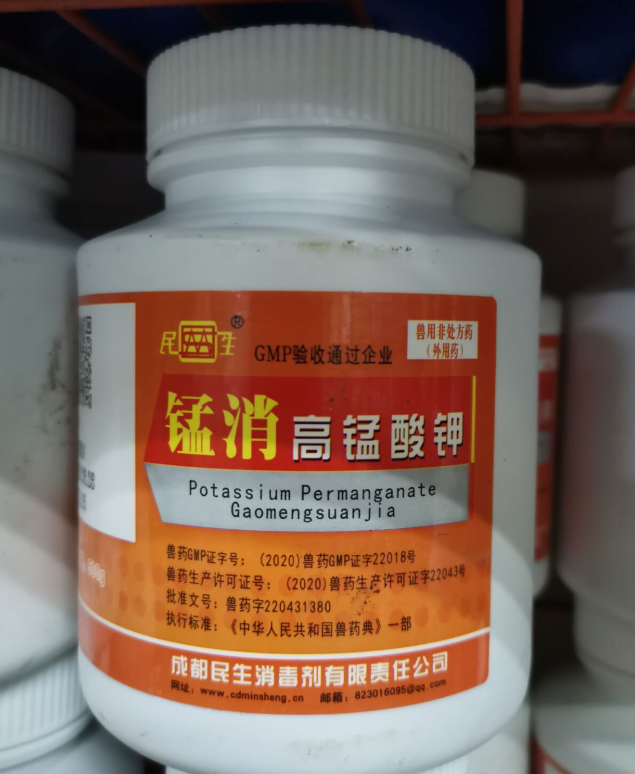 民生®
GMP验收通过企业
兽用非处方药
(外用药)
锰消 高锰酸钾
Potassium Permanganate
Gaomengsuanjia
兽药GMP证字号：(2020)兽药GMP证字22018号
兽药生产许可证号：(2020)兽药生产许可证字22043号
批准文号：兽药字220431380
执行标准：《中华人民共和国兽药典》一部
成都民生消毒剂有限责任公司
网址：www.cdminsheng.cn 邮箱：823016095@qq.com